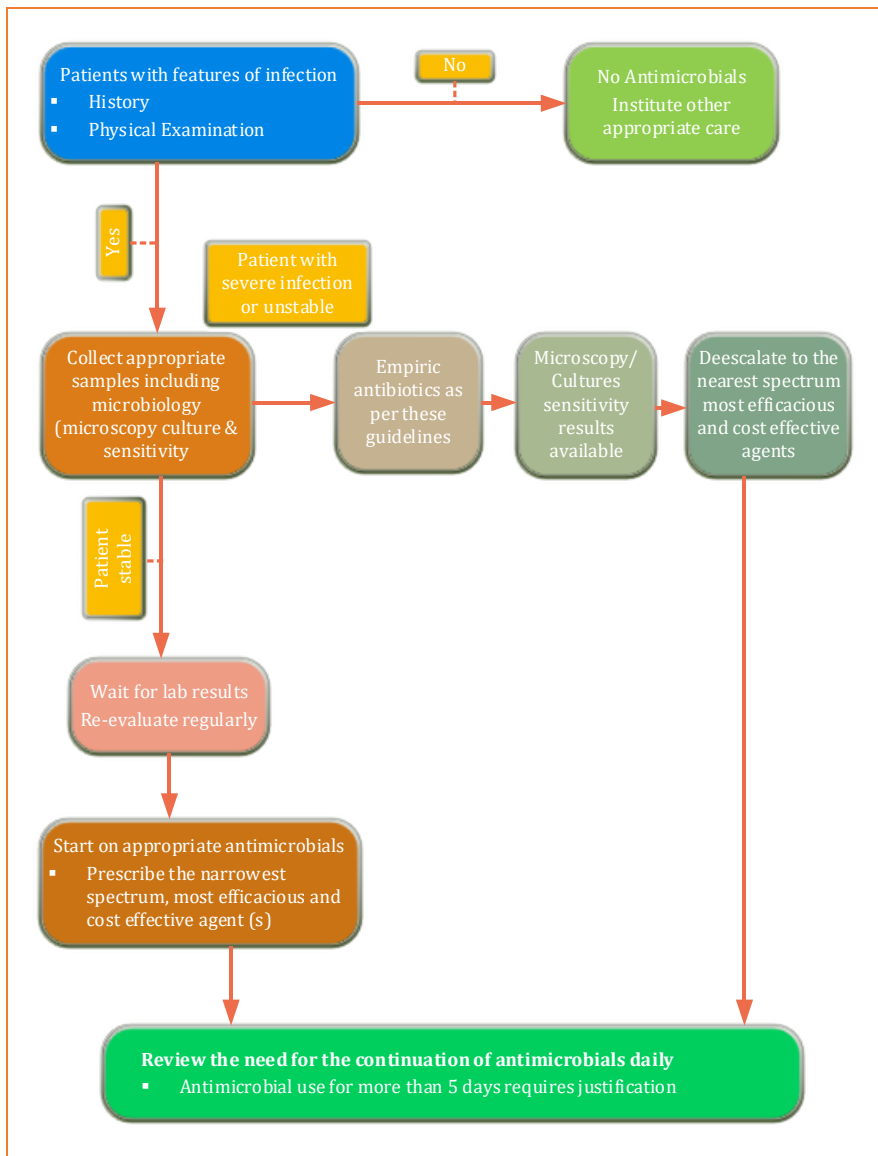 Patients with features of infection
▪ History
▪ Physical Examination
No
No Antimicrobials
Institute other
appropriate care
Yes
Patient with
severe infection
or unstable
Collect appropriate
samples including
microbiology
(microscopy culture &
sensitivity
Empiric
antibiotics as
per these
guidelines
Microscopy/
Cultures
sensitivity
results
available
Deescalate to the
nearest spectrum
most efficacious
and cost effective
agents
Patient
stable
Wait for lab results
Re-evaluate regularly
Start on appropriate antimicrobials
▪ Prescribe the narrowest
spectrum, most efficacious and
cost effective agent (s)
Review the need for the continuation of antimicrobials daily
▪ Antimicrobial use for more than 5 days requires justification